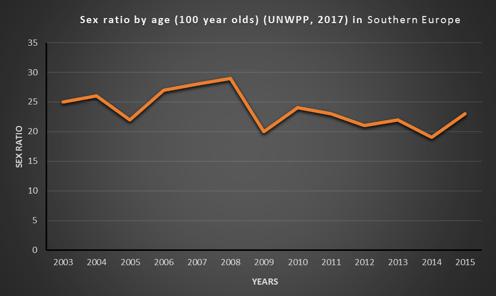 Sex ratio by age (100 year olds) (UNWPP, 2017) in Southern Europe
35
30
25
20
15
10
5
0
SEX RATIO
2003 2004 2005 2006 2007 2008 2009 2010 2011 2012 2013 2014 2015
YEARS